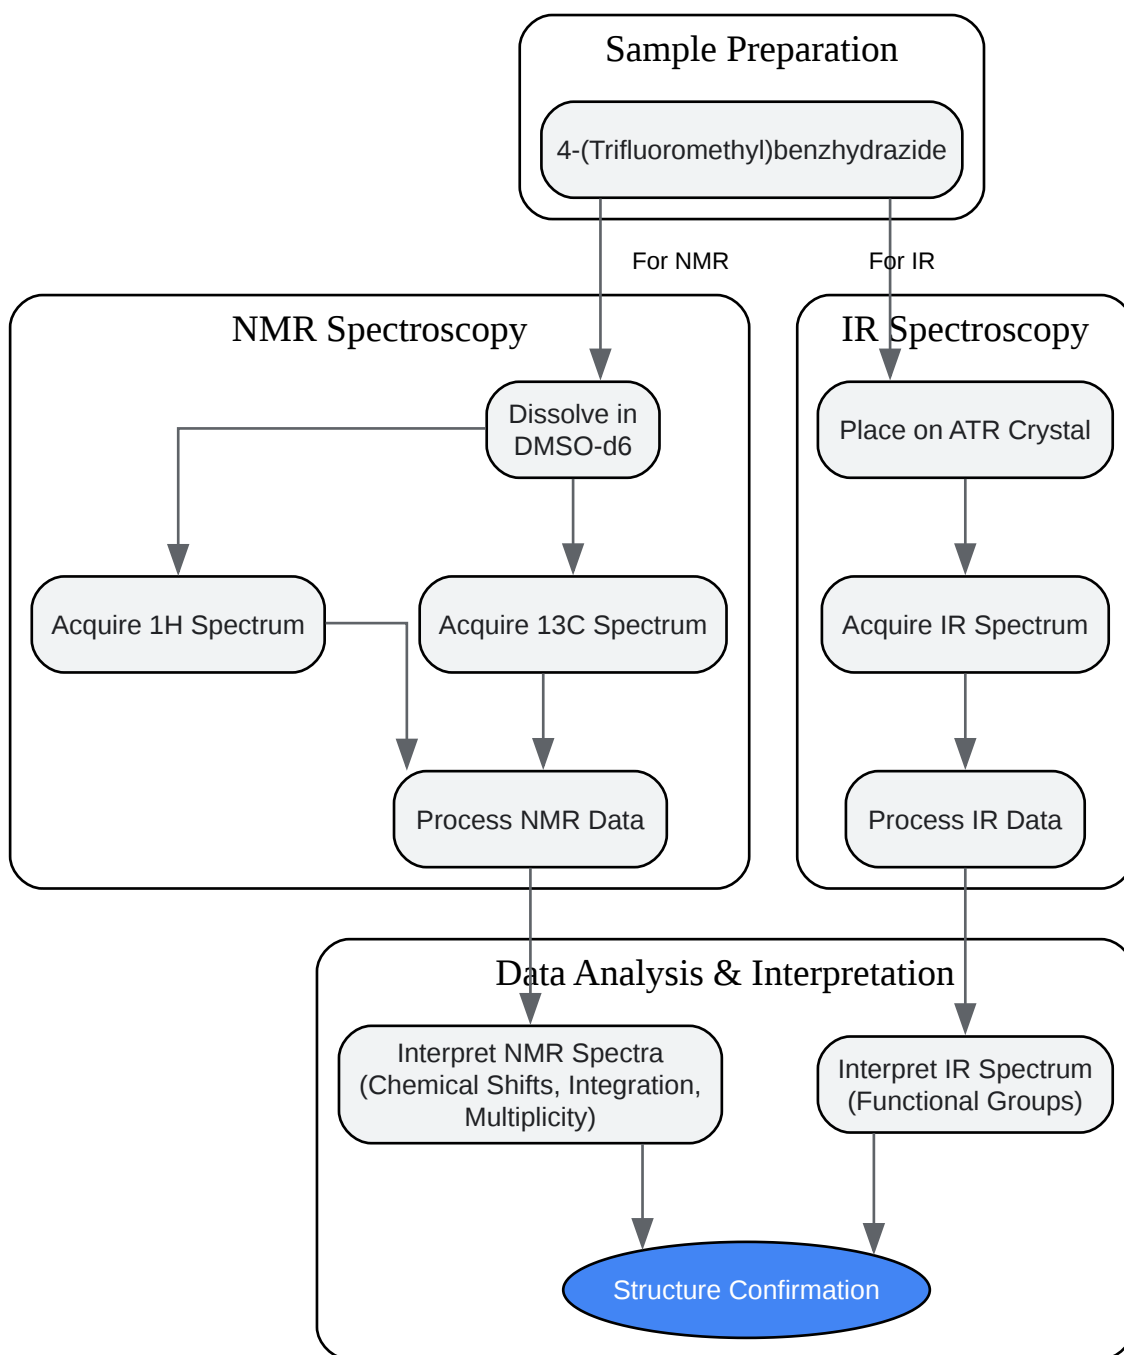 Sample Preparation
4-(Trifluoromethyl)benzhydrazide
For NMR
For IR
NMR Spectroscopy
IR Spectroscopy
Dissolve in
DMSO-d6
Place on ATR Crystal
Acquire 1H Spectrum
Acquire 13C Spectrum
Acquire IR Spectrum
Process NMR Data
Process IR Data
Data Analysis & Interpretation
Interpret NMR Spectra
(Chemical Shifts, Integration,
Multiplicity)
Interpret IR Spectrum
(Functional Groups)
Structure Confirmation